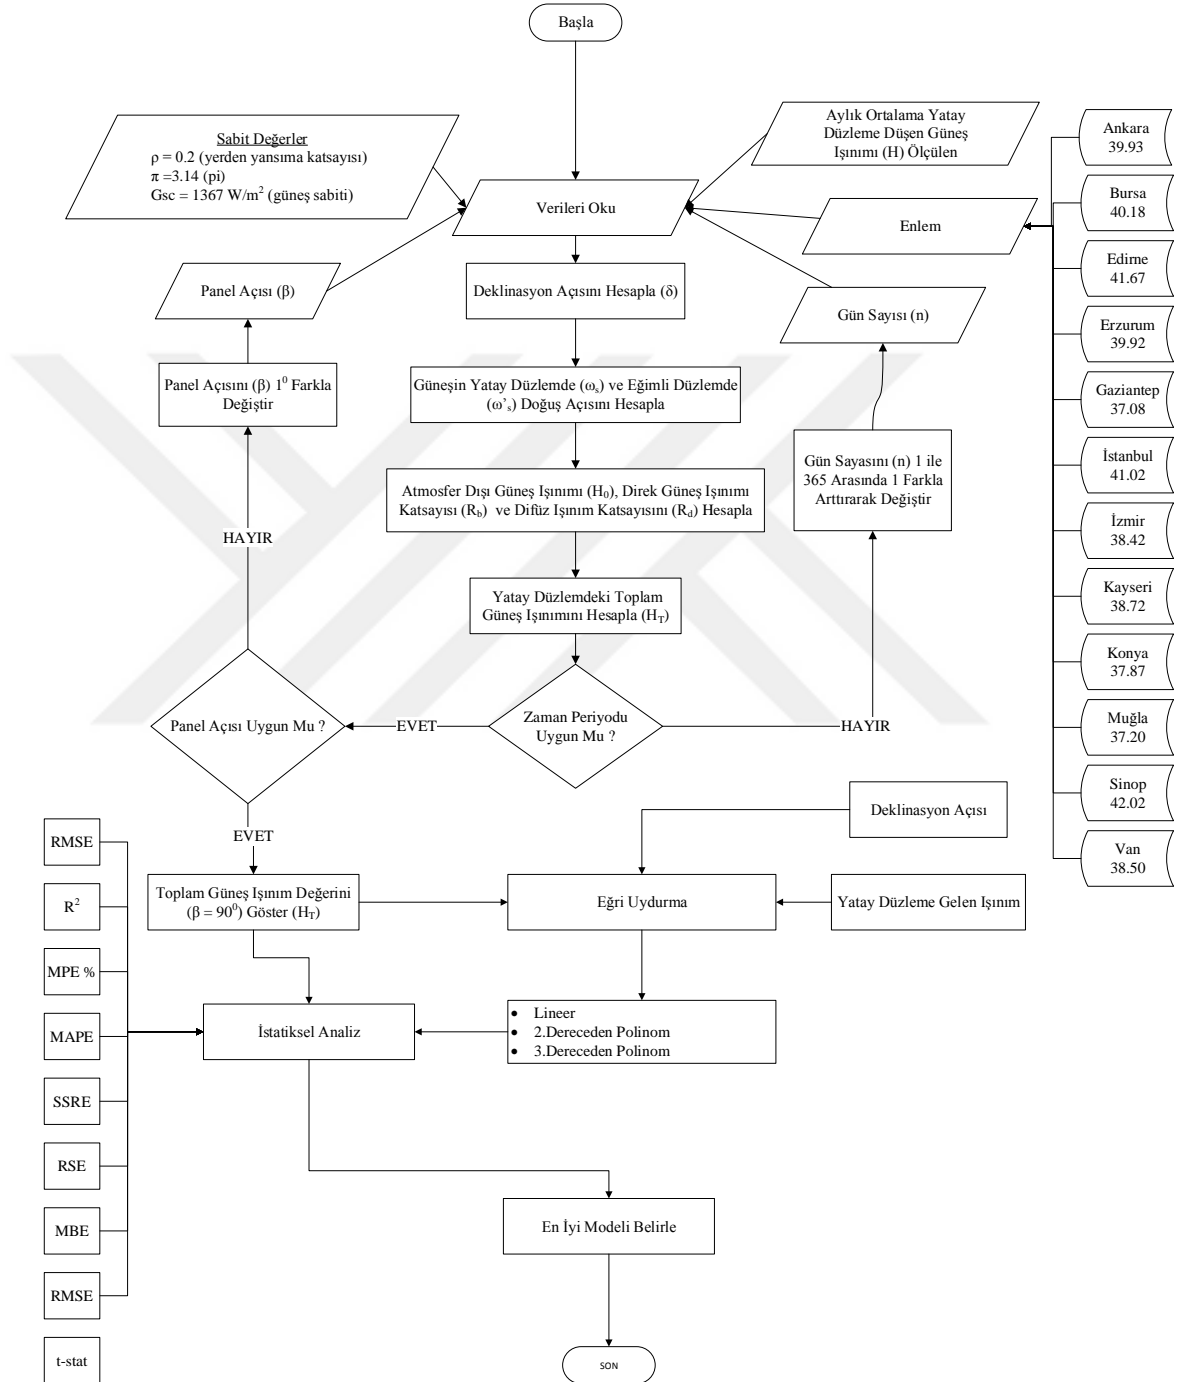 Başla
Sabit Değerler
ρ = 0.2 (yerden yansıma katsayısı)
π =3.14 (pi)
Gsc = 1367 W/m² (güneş sabiti)
Aylık Ortalama Yatay
Düzleme Düşen Güneş
Işınımı (H) Ölçülen
Verileri Oku
Enlem
Panel Açısı (β)
Deklinasyon Açısını Hesapla (δ)
Gün Sayısı (n)
Panel Açısını (β) 1⁰ Farkla
Değiştir
Güneşin Yatay Düzlemde (ωs) ve Eğimli Düzlemde
(ω’s) Doğuş Açısını Hesapla
Gün Sayasını (n) 1 ile
365 Arasında 1 Farkla
Arttırarak Değiştir
Atmosfer Dışı Güneş Işınımı (H0), Direk Güneş Işınımı
Katsayısı (Rb) ve Difüz Işınım Katsayısını (Rd) Hesapla
HAYIR
Yatay Düzlemdeki Toplam
Güneş Işınımını Hesapla (HT)
Panel Açısı Uygun Mu ?
EVET
Zaman Periyodu
Uygun Mu ?
HAYIR
EVET
Ankara
39.93
Bursa
40.18
Edirne
41.67
Erzurum
39.92
Gaziantep
37.08
İstanbul
41.02
İzmir
38.42
Kayseri
38.72
Konya
37.87
Muğla
37.20
Sinop
42.02
Van
38.50
Deklinasyon Açısı
Toplam Güneş Işınım Değerini
(β = 90⁰) Göster (HT)
Eğri Uydurma
Yatay Düzleme Gelen Işınım
İstatiksel Analiz
• Lineer
• 2.Dereceden Polinom
• 3.Dereceden Polinom
RMSE
R²
MPE %
MAPE
SSRE
RSE
MBE
RMSE
t-stat
En İyi Modeli Belirle
SON